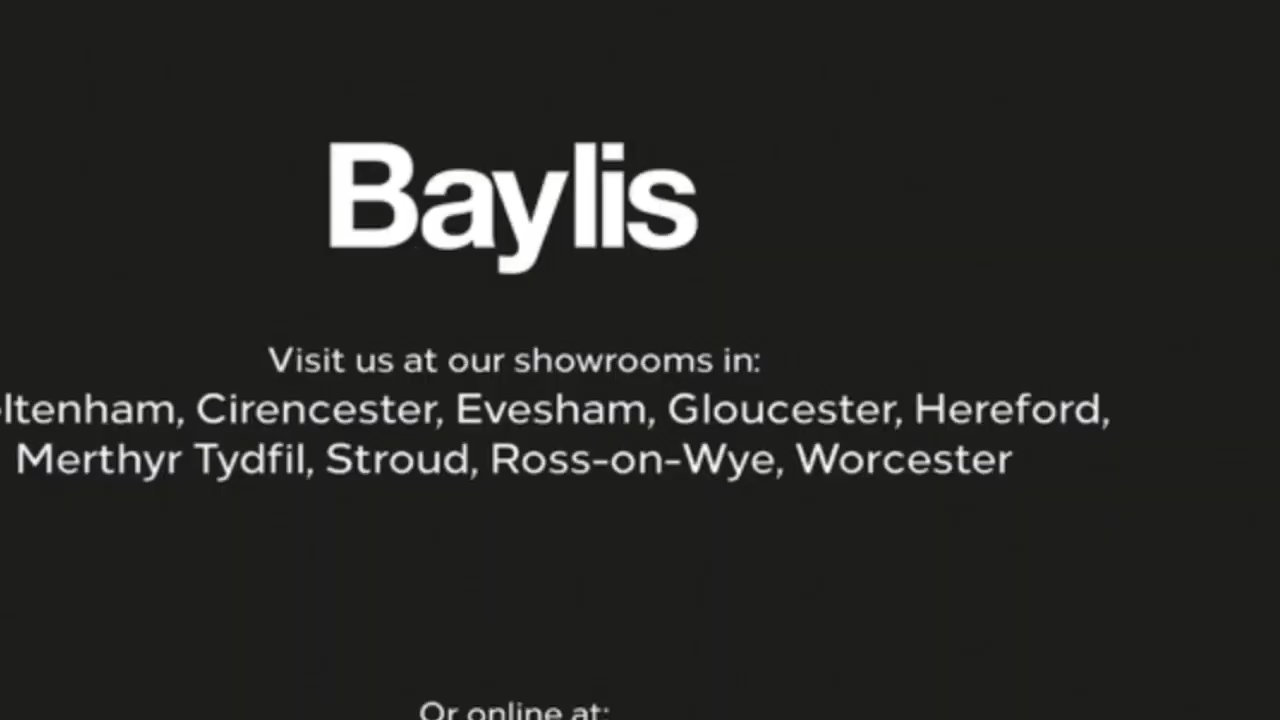 Baylis
Visit us at our showrooms in:
eltenham, Cirencester, Evesham, Gloucester, Hereford,
Merthyr Tydfil, Stroud, Ross-on-Wye, Worcester
Or online at: